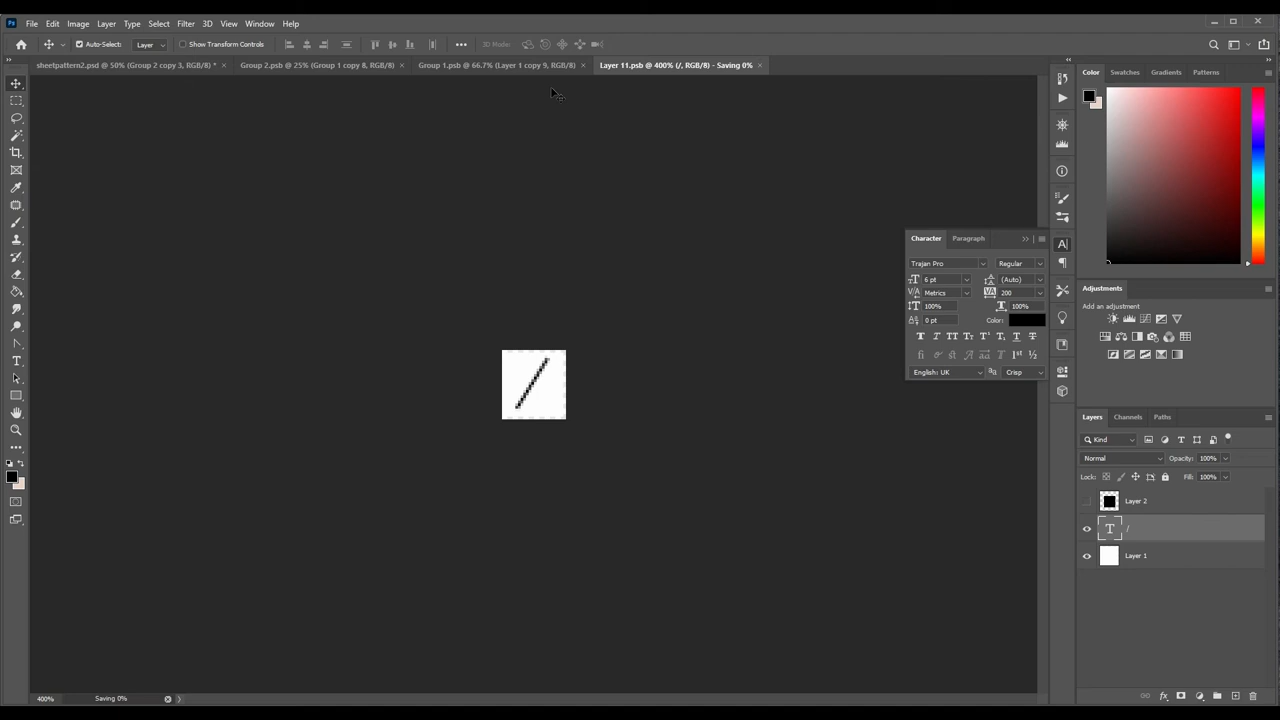 Ps File Edit Image Layer Type Select Filter 3D View Window Help
Auto-Select: Layer Show Transform Controls 3D Mode:
sheetpattern2.psd @ 50% (Group 2 copy 3, RGB/8) * × Group 2.psb @ 25% (Group 1 copy 8, RGB/8) × Group 1.psb @ 66.7% (Layer 1 copy 9, RGB/8) × Layer 11.psb @ 400% (/, RGB/8) - Saving 0% ×
Color Swatches Gradients Patterns
/
Character Paragraph
Trajan Pro Regular
6 pt (Auto)
Metrics 200
100% 100%
0 pt Color:
English: UK Crisp
Adjustments
Add an adjustment
Layers Channels Paths
Kind
Normal Opacity: 100%
Lock: Fill: 100%
Layer 2
T /
Layer 1
400% Saving 0%